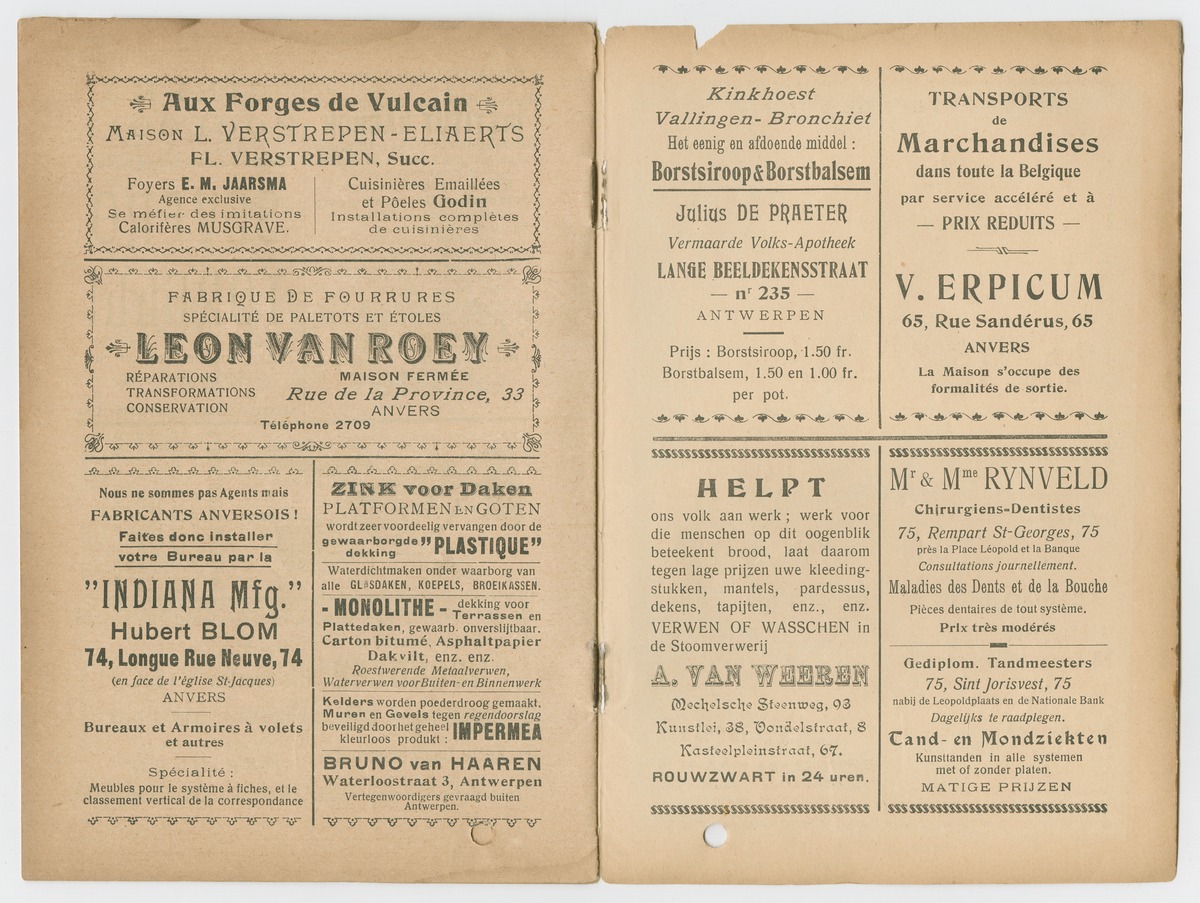 Aux Forges de Vulcain
MAISON L. VERSTREPEN-ELIAERTS
FL. VERSTREPEN, Succ.
Foyers E. M. JAARSMA
Agence exclusive
Se méfier des imitations
Calorifères MUSGRAVE.
Cuisinières Emaillées
et Pôeles Godin
Installations complètes
de cuisinières
FABRIQUE DE FOURRURES
SPÉCIALITÉ DE PALETOTS ET ÉTOLES
LEON VAN ROEY
RÉPARATIONS
TRANSFORMATIONS
CONSERVATION
MAISON FERMÉE
Rue de la Province, 33
ANVERS
Téléphone 2709
Nous ne sommes pas Agents mais
FABRICANTS ANVERSOIS !
Faites donc installer
votre Bureau par la
"INDIANA Mfg."
Hubert BLOM
74, Longue Rue Neuve, 74
(en face de l'église St-Jacques)
ANVERS
Bureaux et Armoires à volets
et autres
Spécialité :
Meubles pour le système à fiches, et le
classement vertical de la correspondance
ZINK voor Daken
PLATFORMEN EN GOTEN
wordt zeer voordeelig vervangen door de
gewaarborgde dekking "PLASTIQUE"
Waterdichtmaken onder waarborg van
alle GLASDAKEN, KOEPELS, BROEIKASSEN.
- MONOLITHE - dekking voor Terrassen en
Plattedaken, gewaarb. onverslijtbaar.
Carton bitumé, Asphaltpapier
Dakvilt, enz. enz.
Roestwerende Metaalverwen,
Waterverwen voor Buiten- en Binnenwerk
Kelders worden poederdroog gemaakt.
Muren en Gevels tegen regendoorslag
beveiligd door het geheel
kleurloos produkt : IMPERMEA
BRUNO van HAAREN
Waterloostraat 3, Antwerpen
Vertegenwoordigers gevraagd buiten
Antwerpen.
Kinkhoest
Vallingen- Bronchiet
Het eenig en afdoende middel :
Borstsiroop & Borstbalsem
Julius DE PRAETER
Vermaarde Volks-Apotheek
LANGE BEELDEKENSSTRAAT
— nr 235 —
ANTWERPEN
Prijs : Borstsiroop, 1.50 fr.
Borstbalsem, 1.50 en 1.00 fr.
per pot.
TRANSPORTS
de
Marchandises
dans toute la Belgique
par service accéléré et à
— PRIX REDUITS —
V. ERPICUM
65, Rue Sandérus, 65
ANVERS
La Maison s'occupe des
formalités de sortie.
HELPT
ons volk aan werk ; werk voor
die menschen op dit oogenblik
beteekent brood, laat daarom
tegen lage prijzen uwe kleeding-
stukken, mantels, pardessus,
dekens, tapijten, enz., enz.
VERWEN OF WASSCHEN in
de Stoomverwerij
A. VAN WEEREN
Mechelsche Steenweg, 93
Kunstlei, 38, Vondelstraat, 8
Kasteelpleinstraat, 67.
ROUWZWART in 24 uren.
Mr & Mme RYNVELD
Chirurgiens-Dentistes
75, Rempart St-Georges, 75
près la Place Léopold et la Banque
Consultations journellement.
Maladies des Dents et de la Bouche
Pièces dentaires de tout système.
Prix très modérés
Gediplom. Tandmeesters
75, Sint Jorisvest, 75
nabij de Leopoldplaats en de Nationale Bank
Dagelijks te raadplegen.
Tand- en Mondziekten
Kunsttanden in alle systemen
met of zonder platen.
MATIGE PRIJZEN